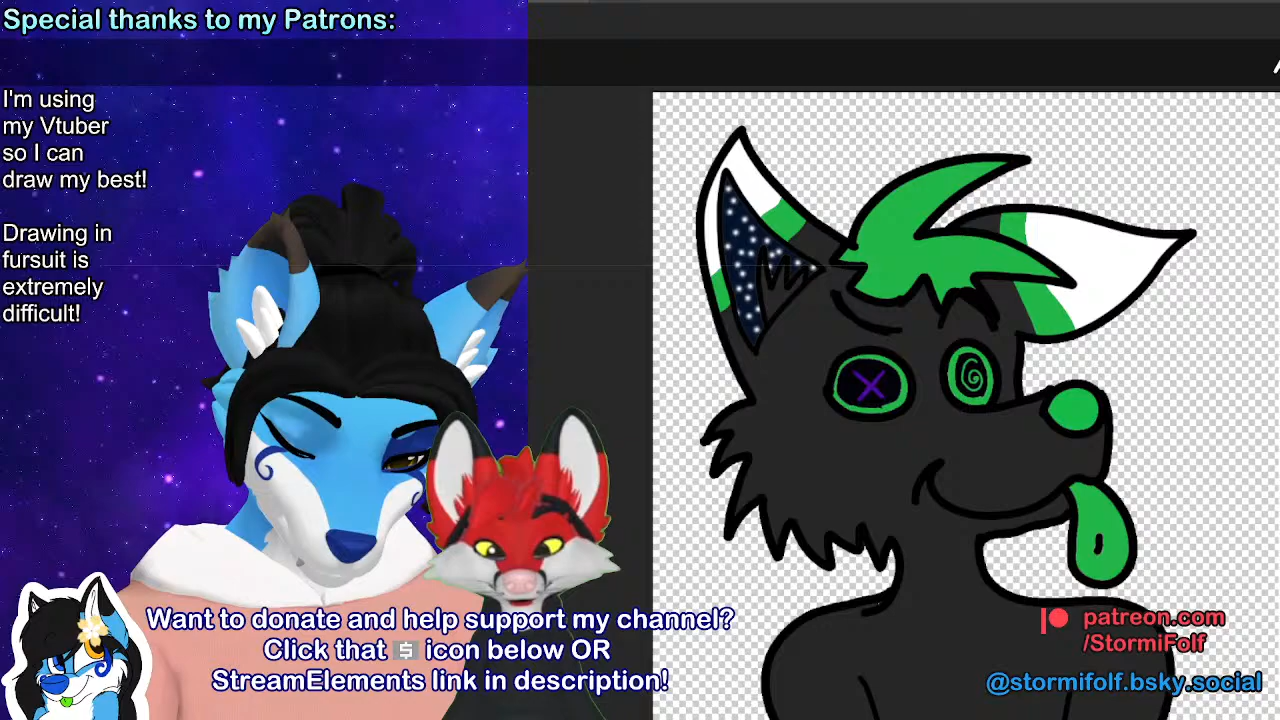 Special thanks to my Patrons:
I'm using
my Vtuber
so I can
draw my best!
Drawing in
fursuit is
extremely
difficult!
Want to donate and help support my channel?
Click that $ icon below OR
StreamElements link in description!
patreon.com
/StormiFolf
@stormifolf.bsky.social